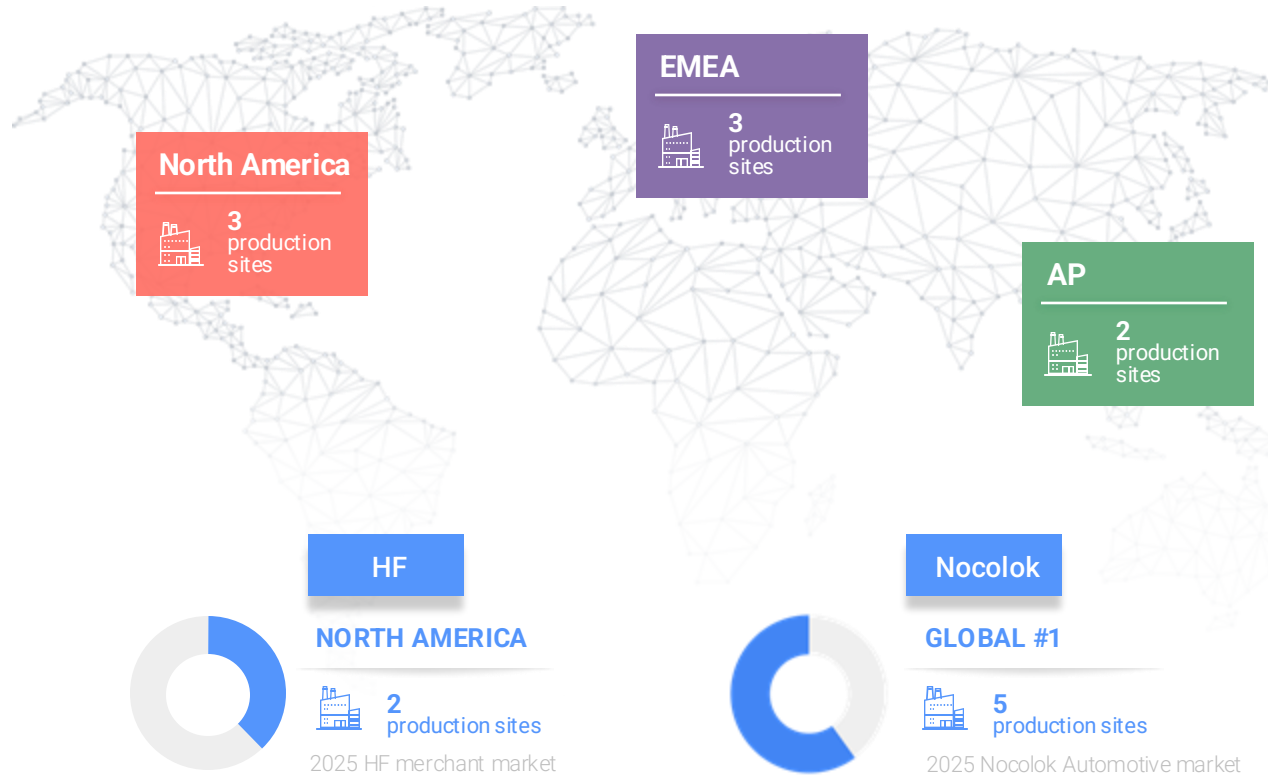 EMEA
3
production
sites
North America
3
production
sites
AP
2
production
sites
HF
NORTH AMERICA
2
production sites
2025 HF merchant market
Nocolok
GLOBAL #1
5
production sites
2025 Nocolok Automotive market